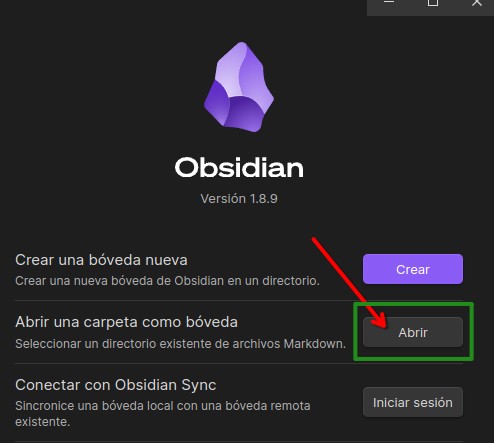 Obsidian
Versión 1.8.9
Crear una bóveda nueva
Crear una nueva bóveda de Obsidian en un directorio.
Crear
Abrir una carpeta como bóveda
Seleccionar un directorio existente de archivos Markdown.
Abrir
Conectar con Obsidian Sync
Sincronice una bóveda local con una bóveda remota
existente.
Iniciar sesión